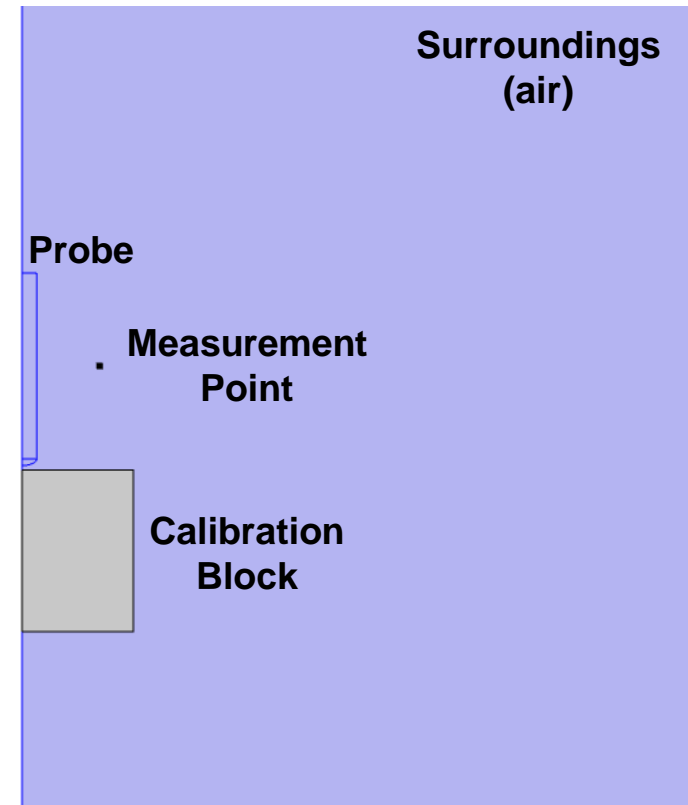 Surroundings
(air)
Probe
Measurement
Point
Calibration
Block